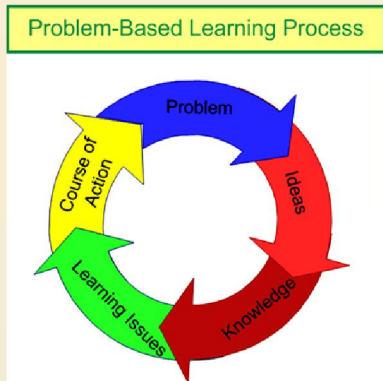 Problem-Based Learning Process
Problem
Ideas
Knowledge
Learning Issues
Course of
Action